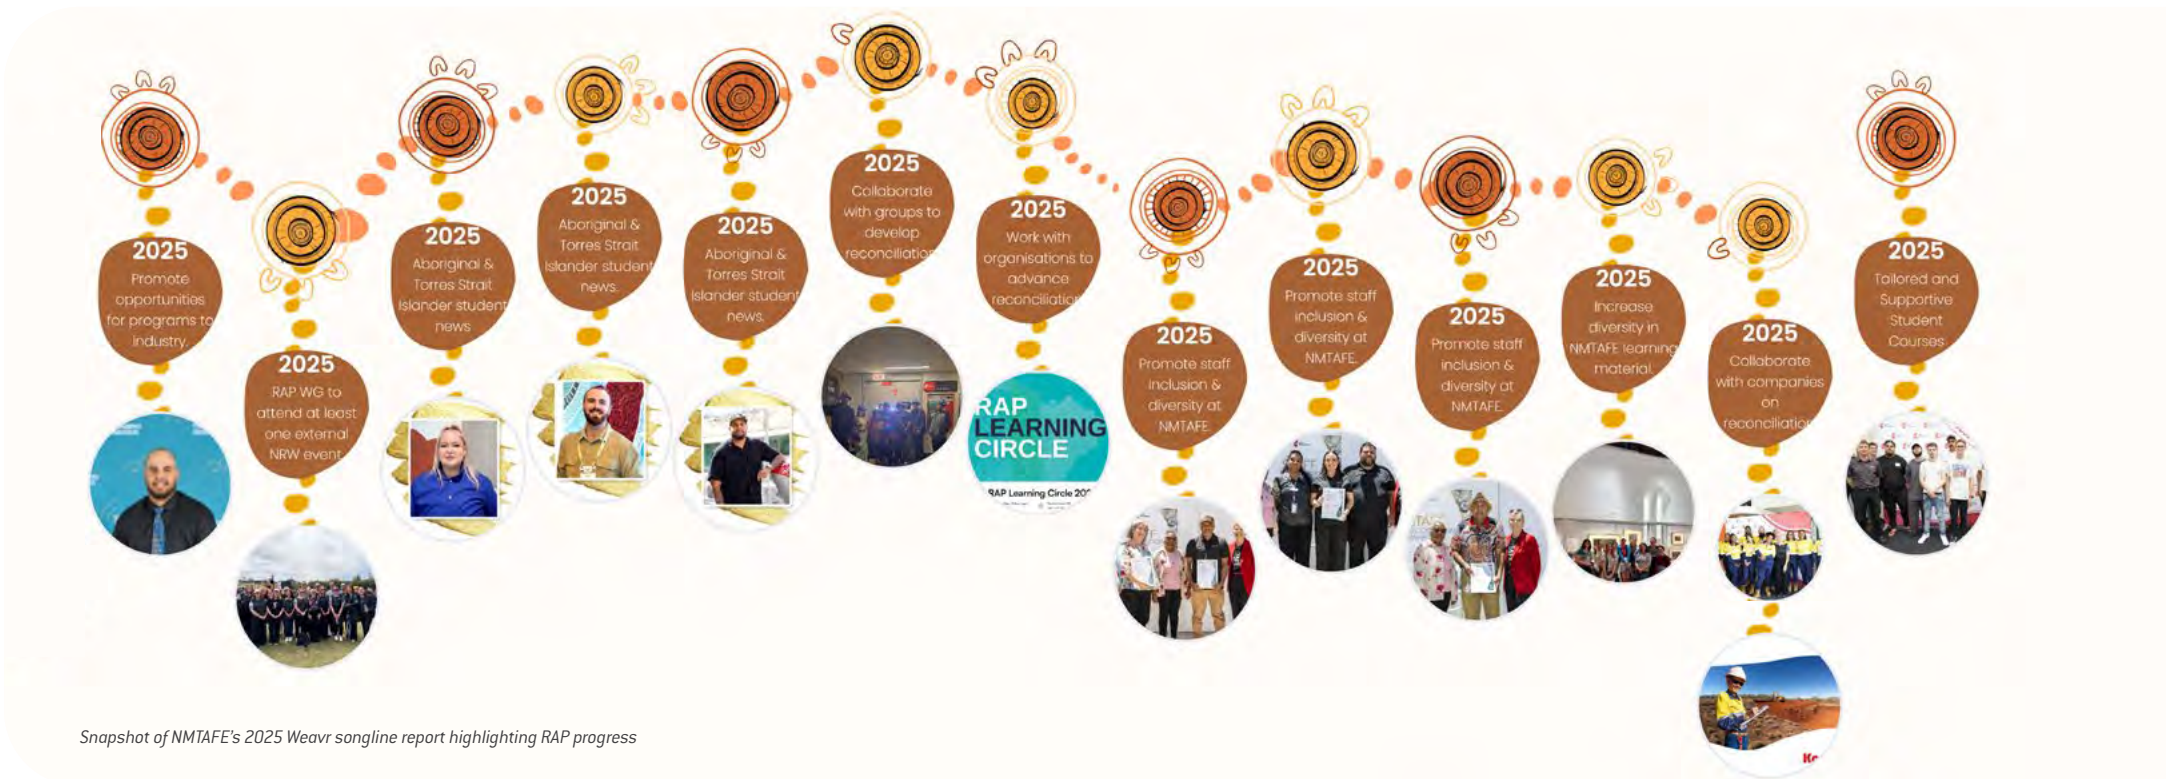 2025
Promote
opportunities
for programs to
industry.
2025
RAP WG to
attend at least
one external
NRW event
2025
Aboriginal &
Torres Strait
Islander student
news
2025
Aboriginal &
Torres Strait
Islander student
news.
2025
Aboriginal &
Torres Strait
Islander student
news.
2025
Collaborate
with groups to
develop
reconciliation
2025
Work with
organisations to
advance
reconciliation
RAP
LEARNING
CIRCLE
RAP Learning Circle 202
2025
Promote staff
inclusion &
diversity at
NMTAFE
2025
Promote staff
inclusion &
diversity at
NMTAFE.
2025
Promote staff
inclusion &
diversity at
NMTAFE.
2025
Increase
diversity in
NMTAFE learning
material.
2025
Collaborate
with companies
on
reconciliation
2025
Tailored and
Supportive
Student
Courses
Snapshot of NMTAFE's 2025 Weavr songline report highlighting RAP progress